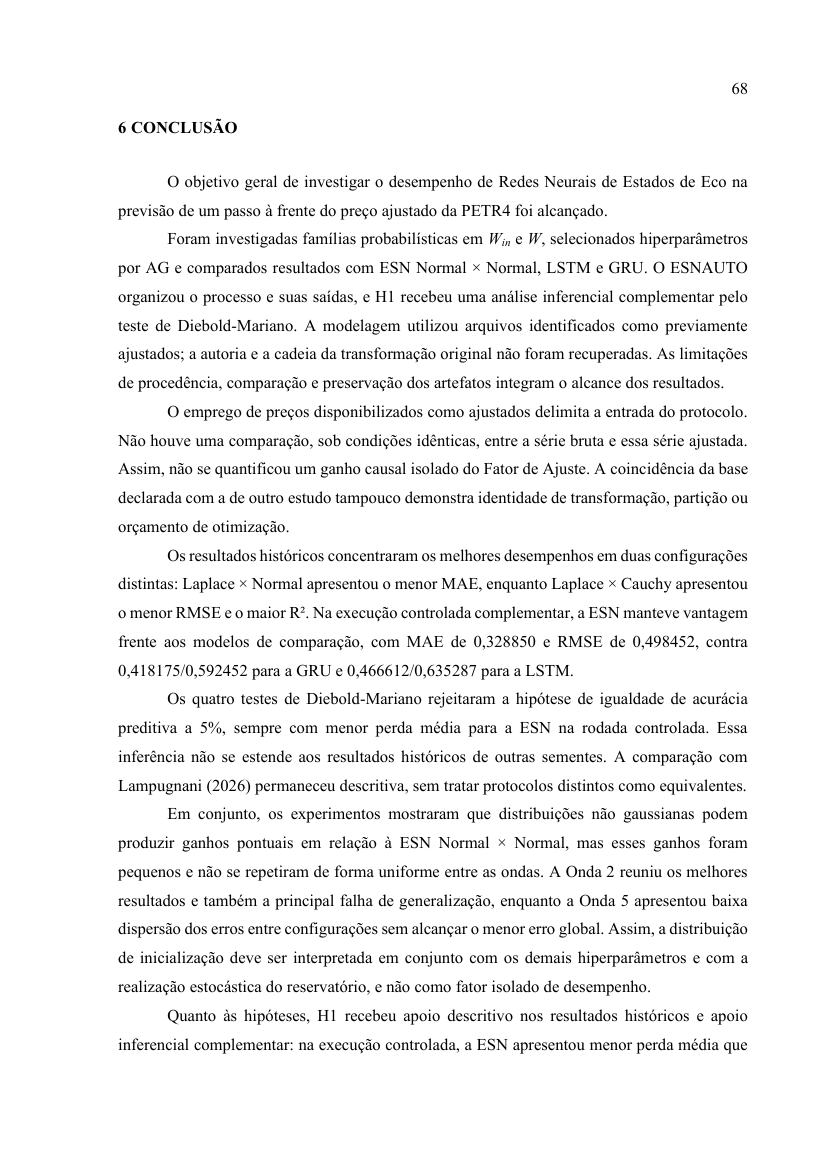 68
6 CONCLUSÃO
O objetivo geral de investigar o desempenho de Redes Neurais de Estados de Eco na
previsão de um passo à frente do preço ajustado da PETR4 foi alcançado.
Foram investigadas famílias probabilísticas em Win e W, selecionados hiperparâmetros
por AG e comparados resultados com ESN Normal × Normal, LSTM e GRU. O ESNAUTO
organizou o processo e suas saídas, e H1 recebeu uma análise inferencial complementar pelo
teste de Diebold-Mariano. A modelagem utilizou arquivos identificados como previamente
ajustados; a autoria e a cadeia da transformação original não foram recuperadas. As limitações
de procedência, comparação e preservação dos artefatos integram o alcance dos resultados.
O emprego de preços disponibilizados como ajustados delimita a entrada do protocolo.
Não houve uma comparação, sob condições idênticas, entre a série bruta e essa série ajustada.
Assim, não se quantificou um ganho causal isolado do Fator de Ajuste. A coincidência da base
declarada com a de outro estudo tampouco demonstra identidade de transformação, partição ou
orçamento de otimização.
Os resultados históricos concentraram os melhores desempenhos em duas configurações
distintas: Laplace × Normal apresentou o menor MAE, enquanto Laplace × Cauchy apresentou
o menor RMSE e o maior R². Na execução controlada complementar, a ESN manteve vantagem
frente aos modelos de comparação, com MAE de 0,328850 e RMSE de 0,498452, contra
0,418175/0,592452 para a GRU e 0,466612/0,635287 para a LSTM.
Os quatro testes de Diebold-Mariano rejeitaram a hipótese de igualdade de acurácia
preditiva a 5%, sempre com menor perda média para a ESN na rodada controlada. Essa
inferência não se estende aos resultados históricos de outras sementes. A comparação com
Lampugnani (2026) permaneceu descritiva, sem tratar protocolos distintos como equivalentes.
Em conjunto, os experimentos mostraram que distribuições não gaussianas podem
produzir ganhos pontuais em relação à ESN Normal × Normal, mas esses ganhos foram
pequenos e não se repetiram de forma uniforme entre as ondas. A Onda 2 reuniu os melhores
resultados e também a principal falha de generalização, enquanto a Onda 5 apresentou baixa
dispersão dos erros entre configurações sem alcançar o menor erro global. Assim, a distribuição
de inicialização deve ser interpretada em conjunto com os demais hiperparâmetros e com a
realização estocástica do reservatório, e não como fator isolado de desempenho.
Quanto às hipóteses, H1 recebeu apoio descritivo nos resultados históricos e apoio
inferencial complementar: na execução controlada, a ESN apresentou menor perda média que